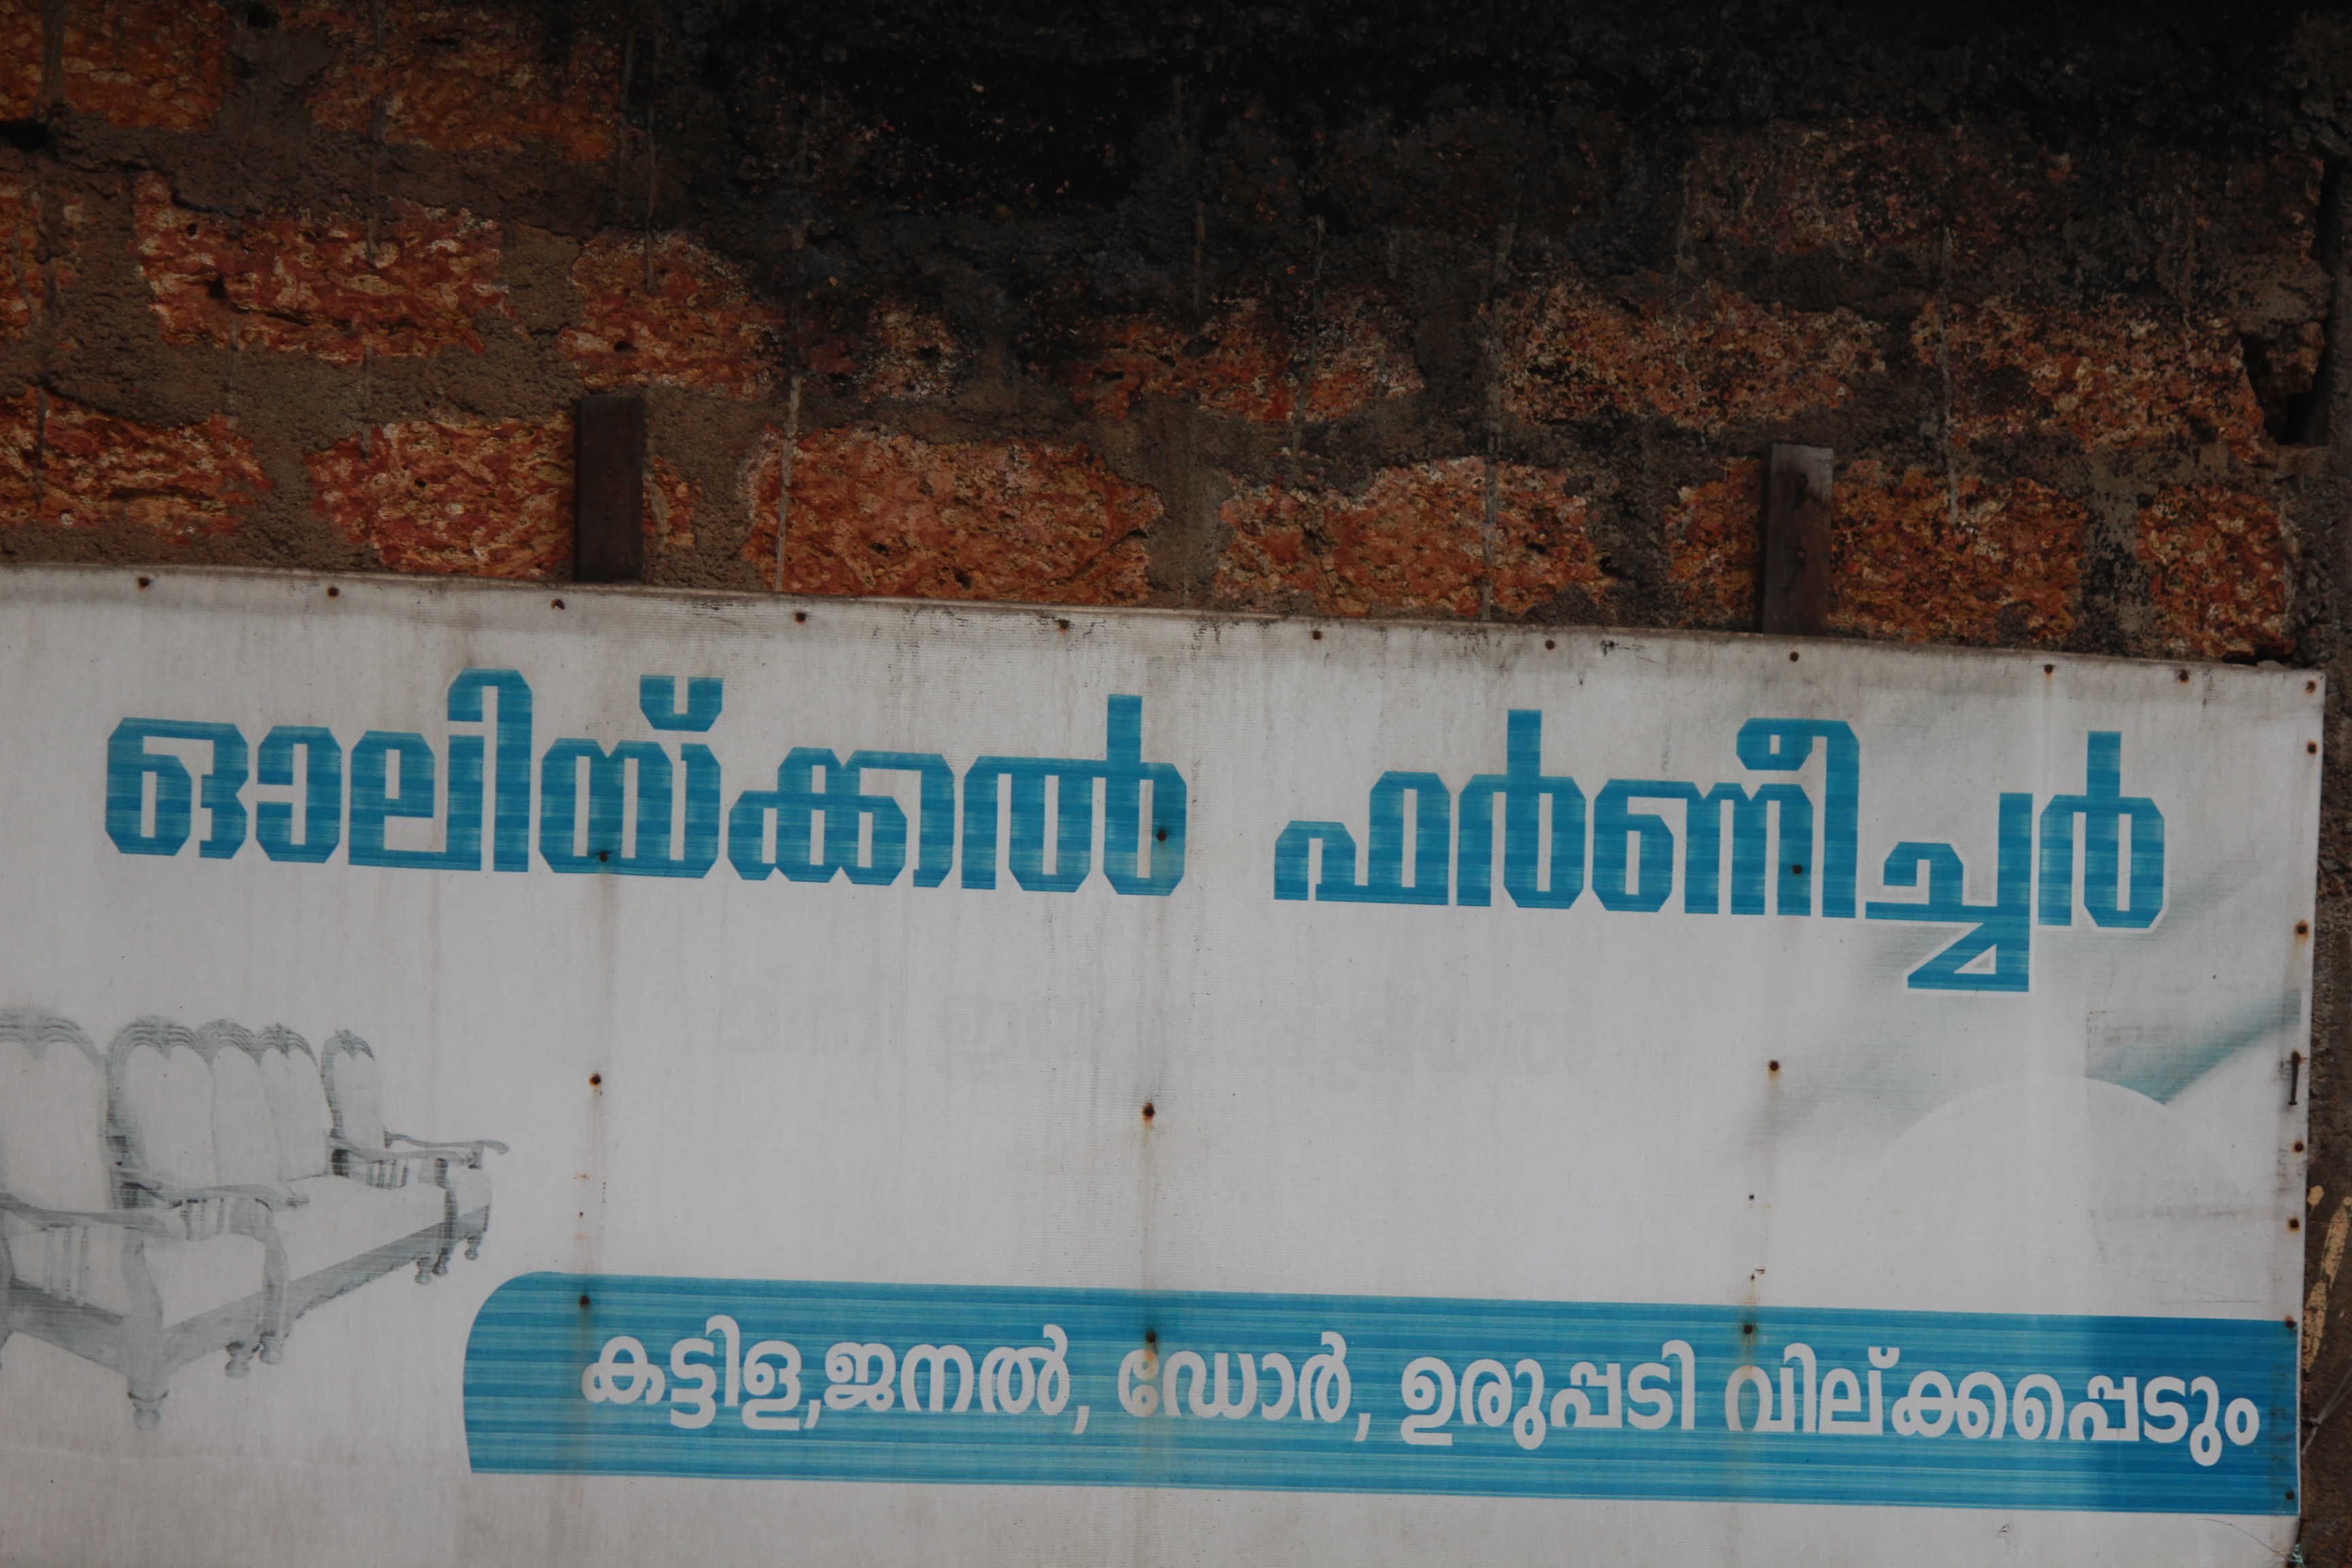 ഓലിയ്ക്കൽ ഫർണീച്ചർ
കട്ടിള,ജനൽ, ഡോർ, ഉരുപ്പടി വില്ക്കപ്പെടും